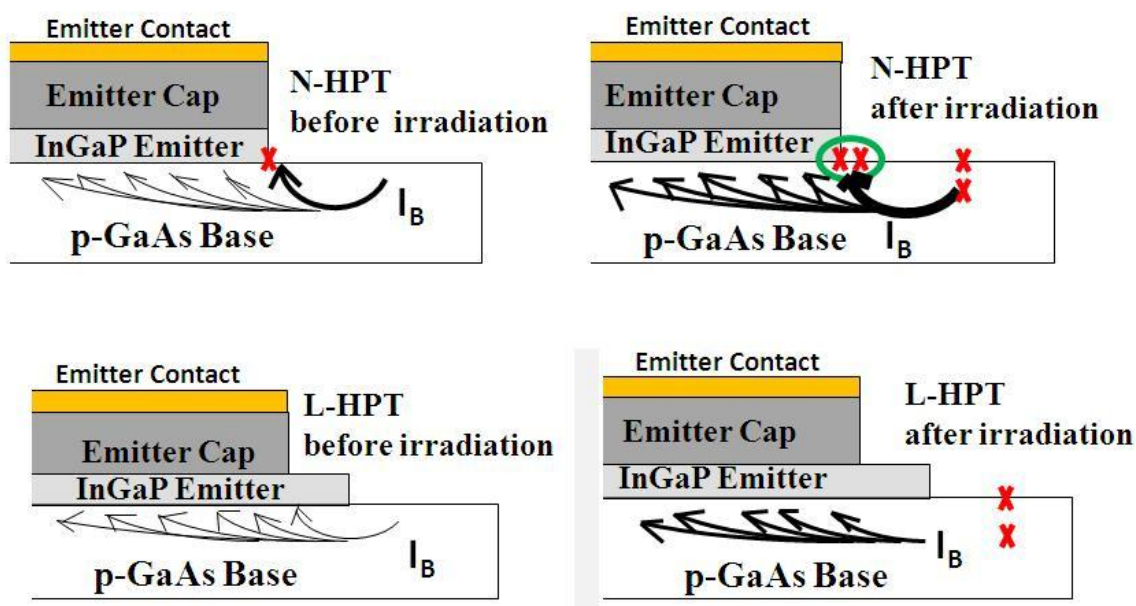 Emitter Contact
N-HPT
before irradiation
Emitter Cap
InGaP Emitter
I_B
p-GaAs Base
Emitter Contact
N-HPT
after irradiation
Emitter Cap
InGaP Emitter
p-GaAs Base
I_B
Emitter Contact
L-HPT
before irradiation
Emitter Cap
InGaP Emitter
I_B
p-GaAs Base
Emitter Contact
L-HPT
after irradiation
Emitter Cap
InGaP Emitter
I_B
p-GaAs Base